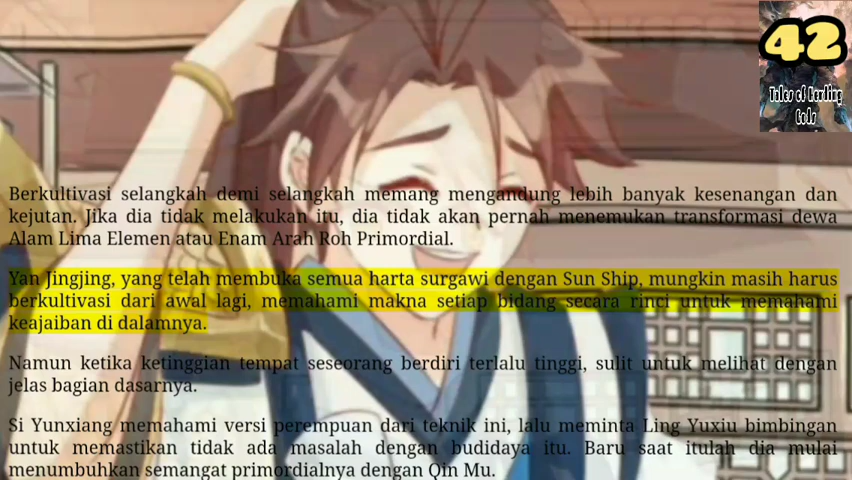 42
Tales of Herding
Gods
Berkultivasi selangkah demi selangkah memang mengandung lebih banyak kesenangan dan
kejutan. Jika dia tidak melakukan itu, dia tidak akan pernah menemukan transformasi dewa
Alam Lima Elemen atau Enam Arah Roh Primordial.
Yan Jingjing, yang telah membuka semua harta surgawi dengan Sun Ship, mungkin masih harus
berkultivasi dari awal lagi, memahami makna setiap bidang secara rinci untuk memahami
keajaiban di dalamnya.
Namun ketika ketinggian tempat seseorang berdiri terlalu tinggi, sulit untuk melihat dengan
jelas bagian dasarnya.
Si Yunxiang memahami versi perempuan dari teknik ini, lalu meminta Ling Yuxiu bimbingan
untuk memastikan tidak ada masalah dengan budidaya itu. Baru saat itulah dia mulai
menumbuhkan semangat primordialnya dengan Qin Mu.